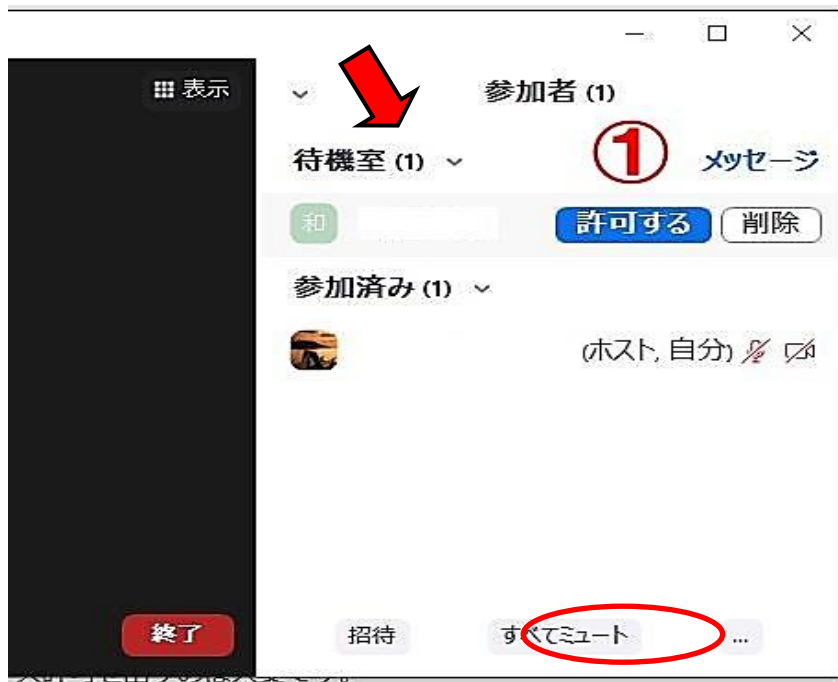 表示
参加者 (1)
待機室 (1)
①
メッセージ
和
許可する
削除
参加済み (1)
(ホスト, 自分)
終了
招待
すべてミュート
...